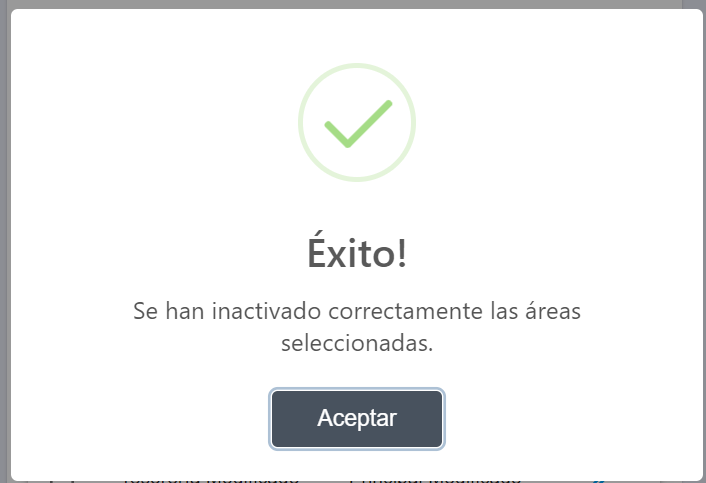 Éxito!
Se han inactivado correctamente las áreas
seleccionadas.
Aceptar